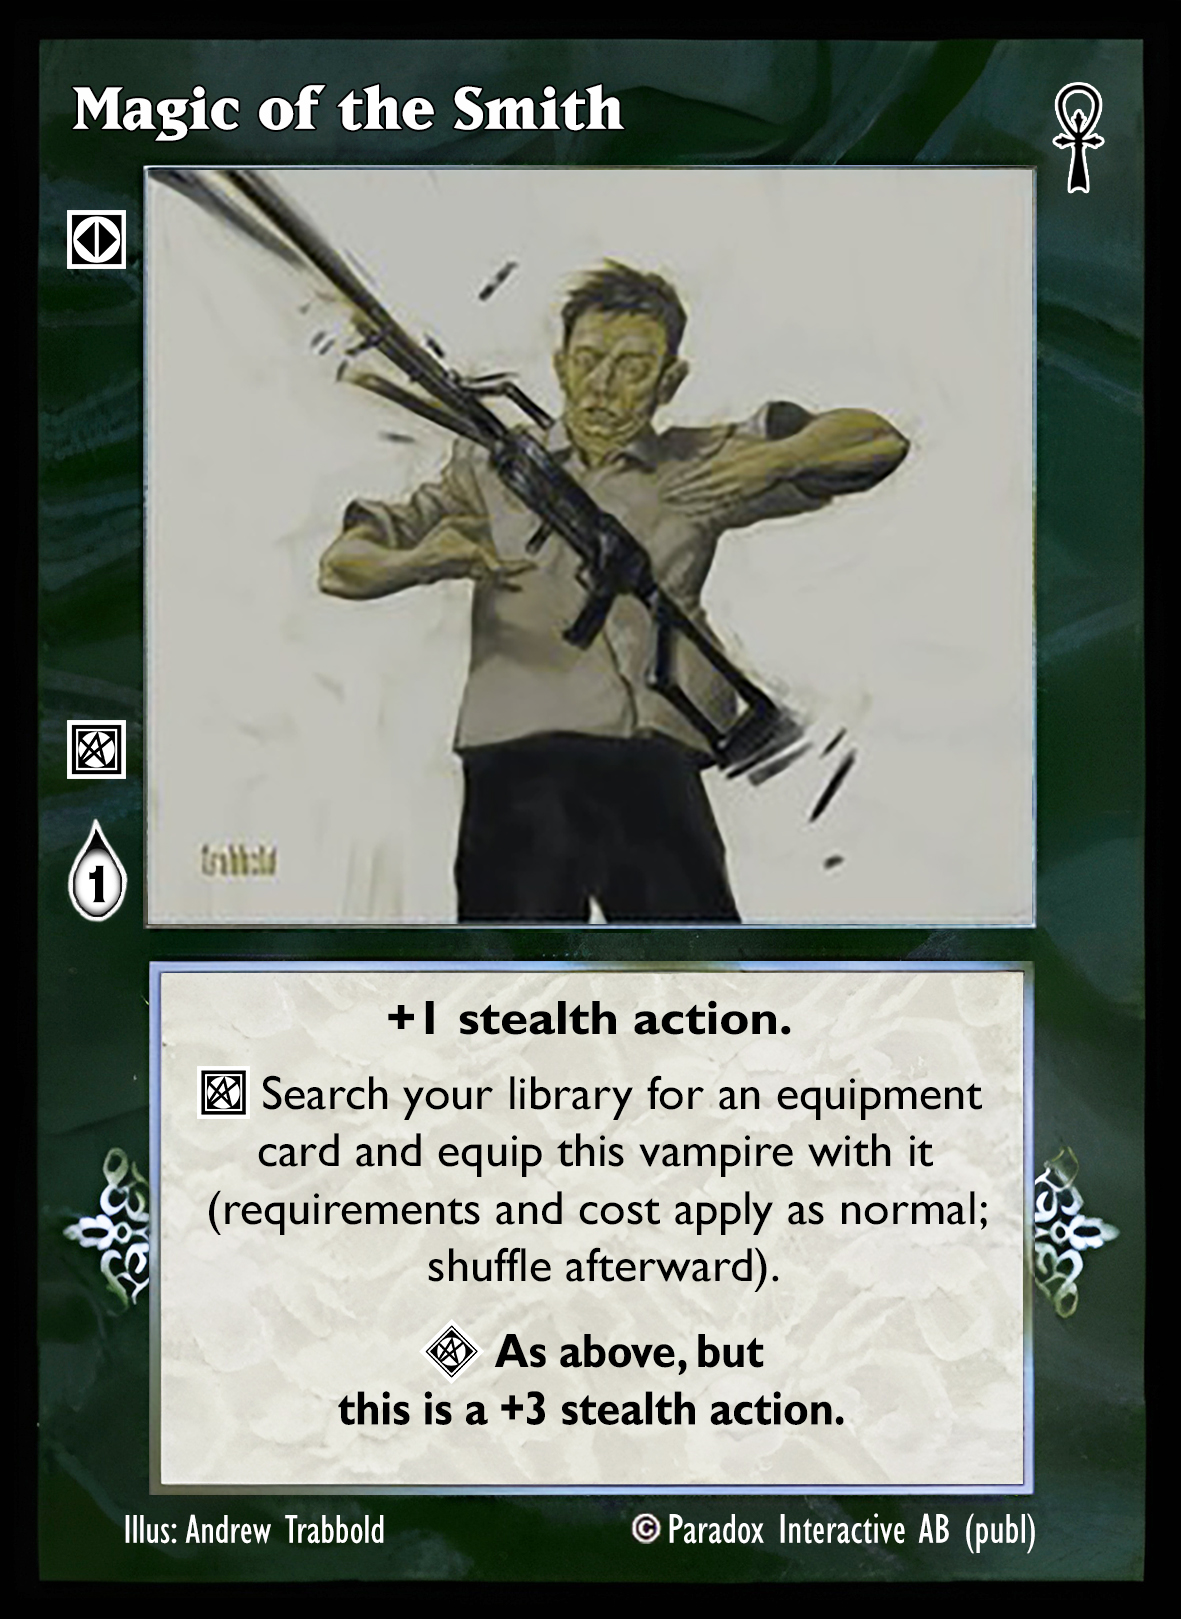 Magic of the Smith
1
Trabbold
+1 stealth action.
Search your library for an equipment
card and equip this vampire with it
(requirements and cost apply as normal;
shuffle afterward).
As above, but
this is a +3 stealth action.
Illus: Andrew Trabbold
© Paradox Interactive AB (publ)